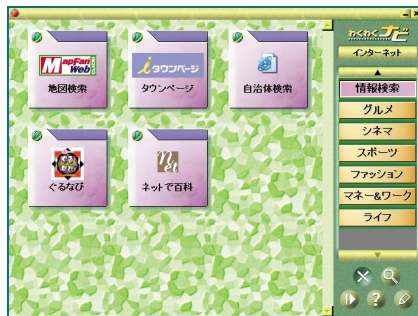 わくわくナビ
インターネット
MapFan Web
地図検索
iタウンページ
タウンページ
自治体検索
ぐるなび
net
ネットで百科
情報検索
グルメ
シネマ
スポーツ
ファッション
マネー&ワーク
ライフ
?